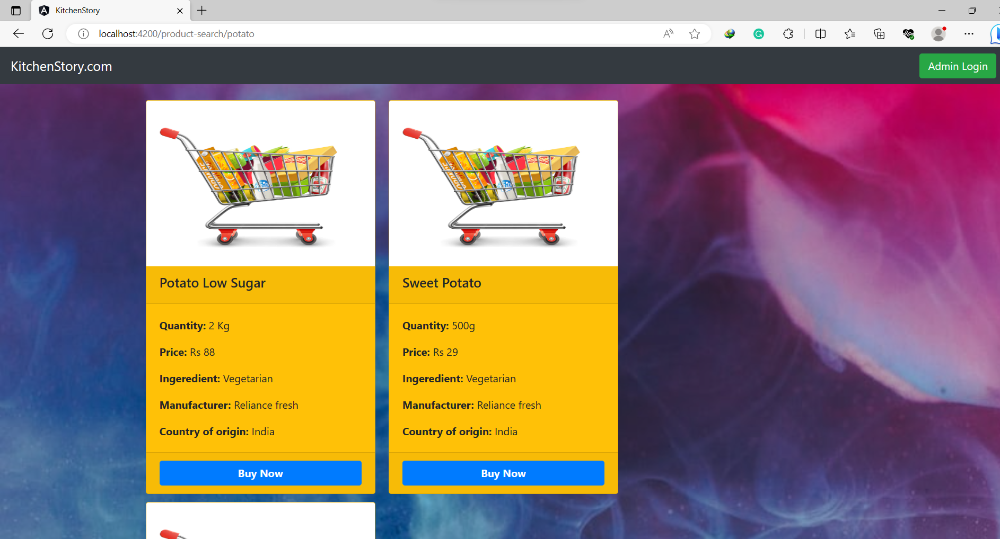 KitchenStory
localhost:4200/product-search/potato
KitchenStory.com
Admin Login
Potato Low Sugar
Quantity: 2 Kg
Price: Rs 88
Ingeredient: Vegetarian
Manufacturer: Reliance fresh
Country of origin: India
Buy Now
Sweet Potato
Quantity: 500g
Price: Rs 29
Ingeredient: Vegetarian
Manufacturer: Reliance fresh
Country of origin: India
Buy Now